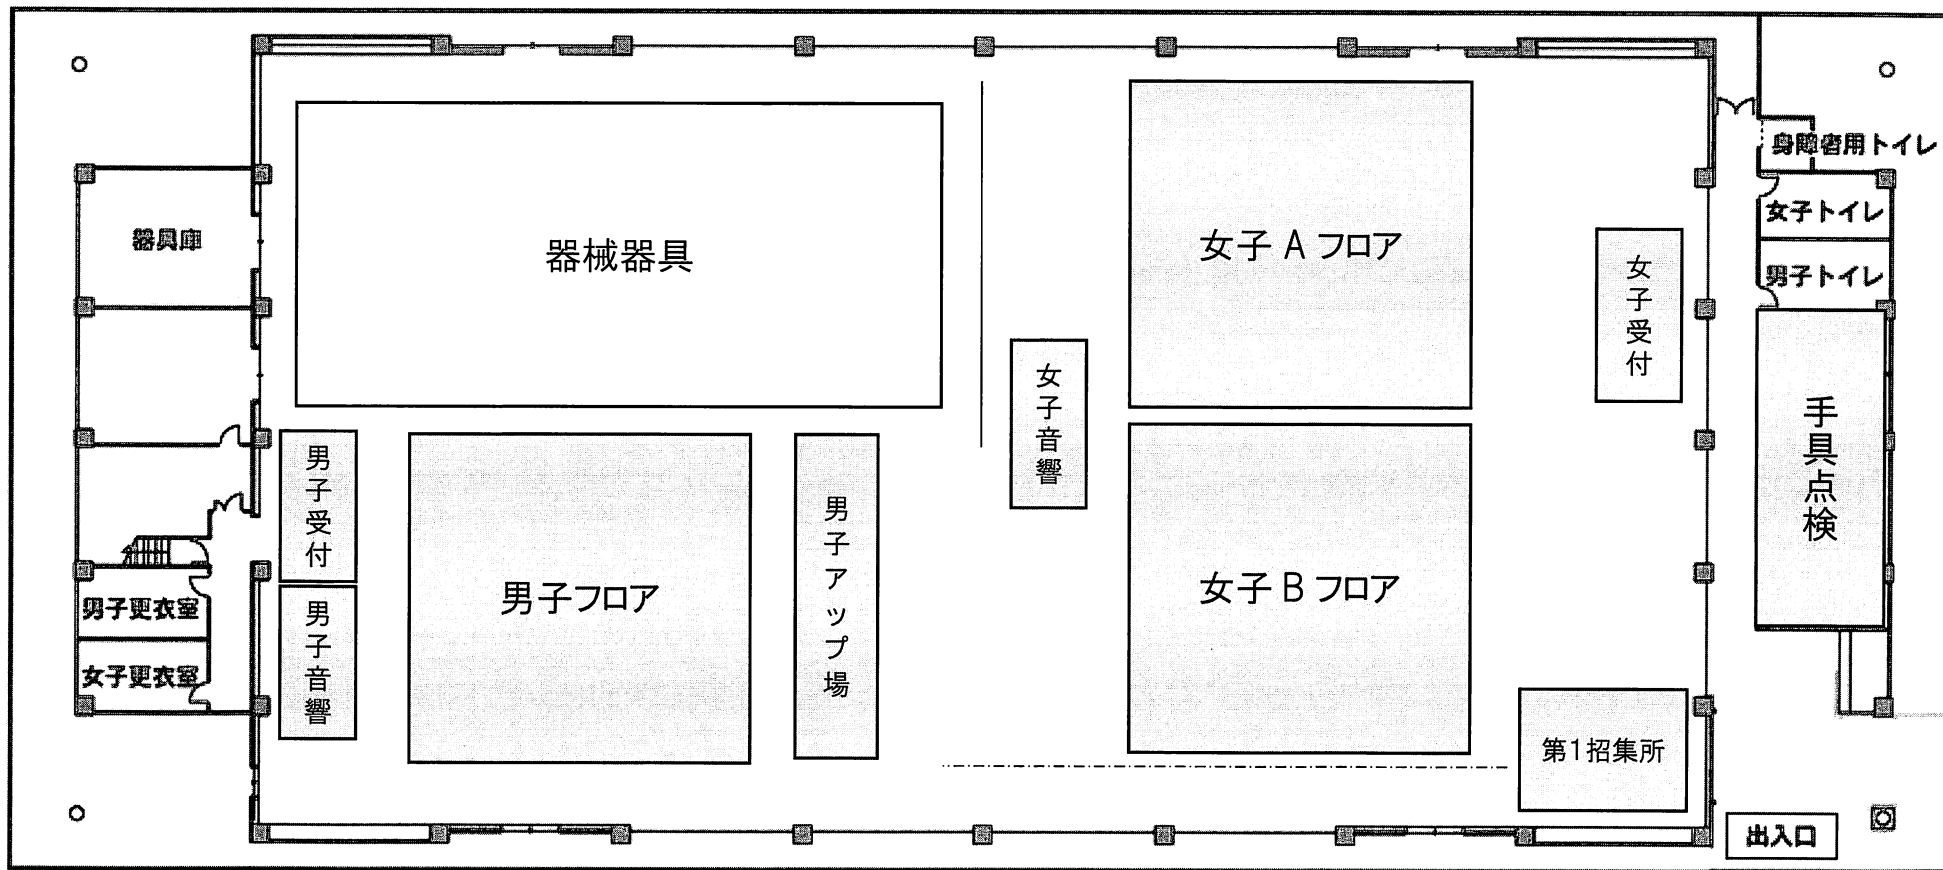 身障者用トイレ
女子トイレ
男子トイレ
器具庫
器械器具
女子 A フロア
女子受付
女子音響
手具点検
男子受付
男子アップ場
男子フロア
女子 B フロア
男子更衣室
男子音響
女子更衣室
第1招集所
出入口